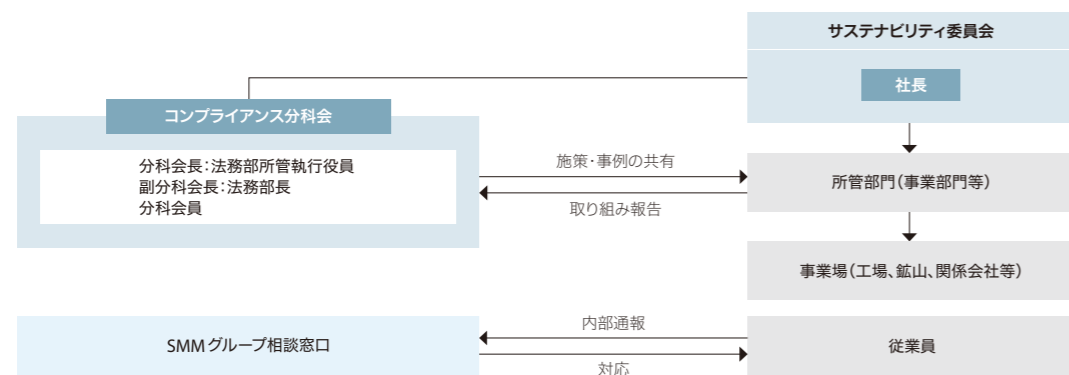 サステナビリティ委員会
社長
コンプライアンス分科会
分科会長：法務部所管執行役員
副分科会長：法務部長
分科会員
施策・事例の共有
取り組み報告
所管部門（事業部門等）
事業場（工場、鉱山、関係会社等）
SMMグループ相談窓口
内部通報
対応
従業員